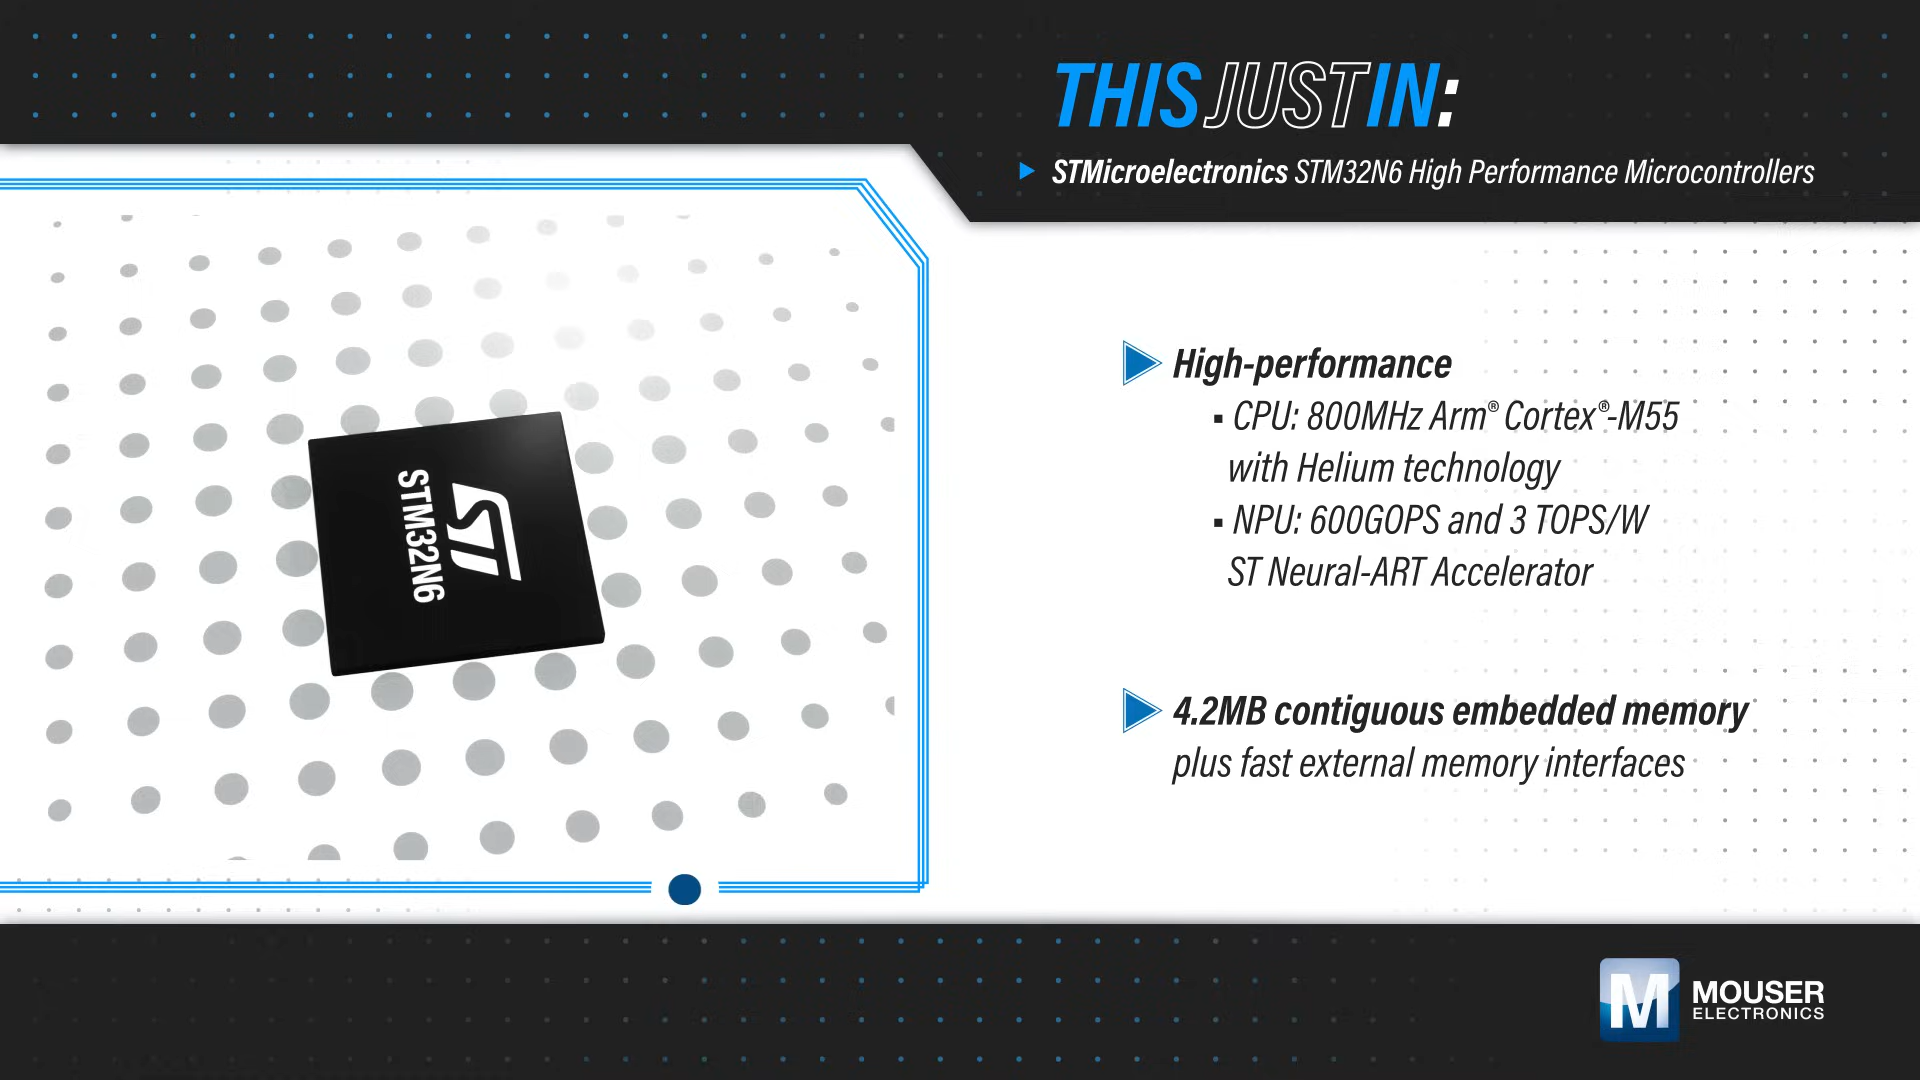 THIS JUST IN:
STMicroelectronics STM32N6 High Performance Microcontrollers
STM32N6
High-performance
▪ CPU: 800MHz Arm® Cortex®-M55
with Helium technology
▪ NPU: 600GOPS and 3 TOPS/W
ST Neural-ART Accelerator
4.2MB contiguous embedded memory
plus fast external memory interfaces
M
MOUSER
ELECTRONICS